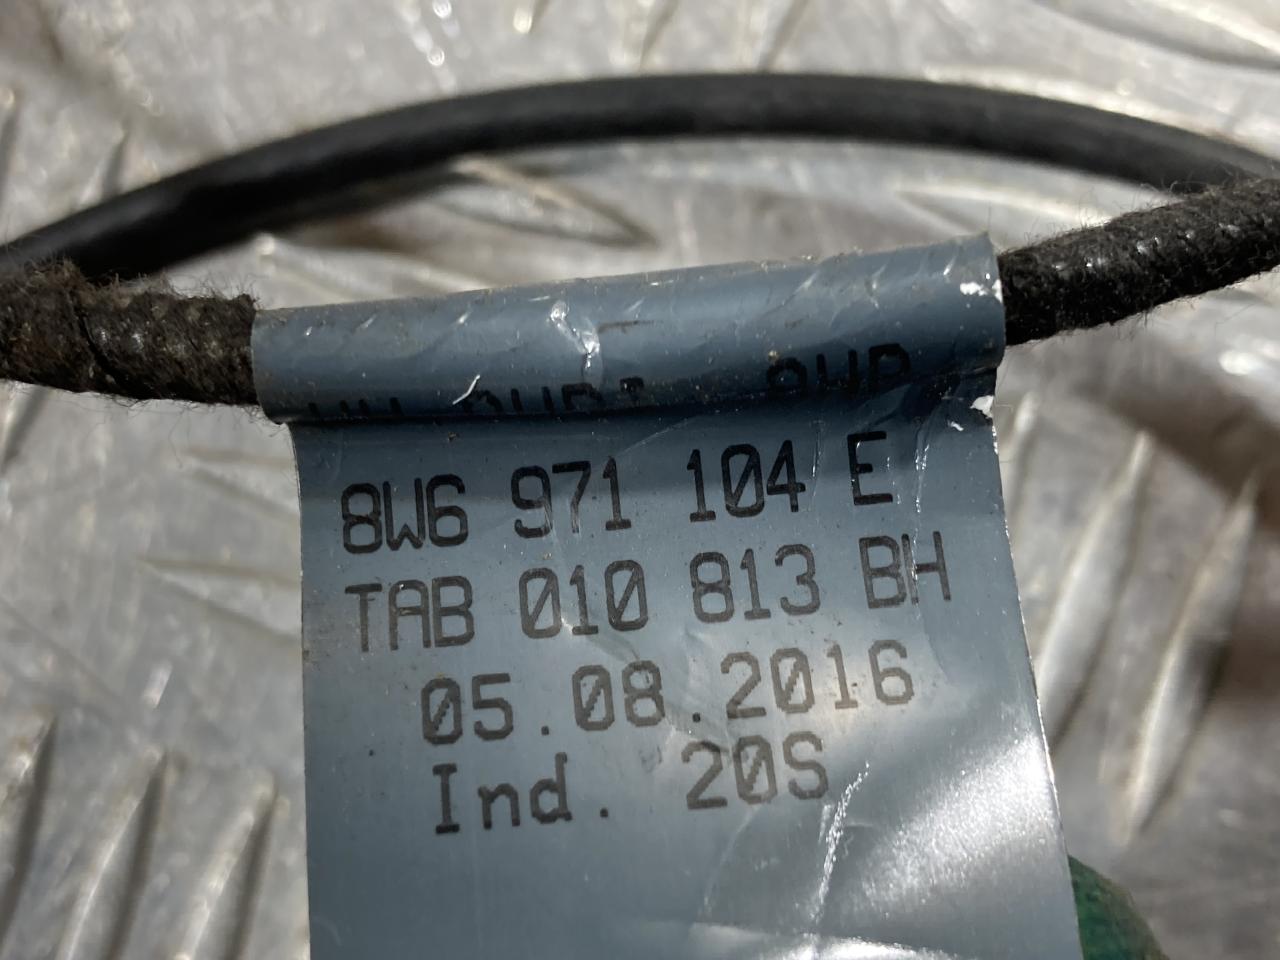 8W6 971 104 E
TAB 010 813 BH
05.08.2016
Ind. 20S